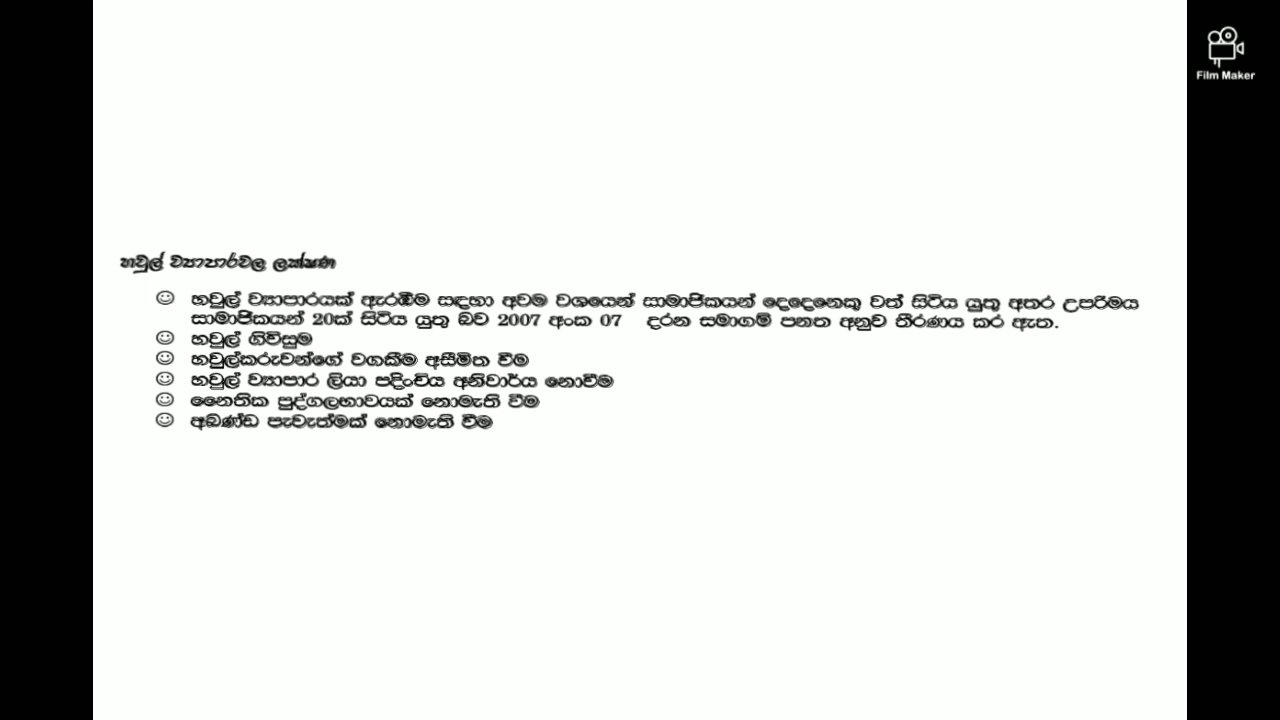 Film Maker
හවුල් ව්‍යාපාරවල ලක්ෂණ
☺ හවුල් ව්‍යාපාරයක් ඇරඹීම සඳහා අවම වශයෙන් සාමාජිකයන් දෙදෙනෙකු වත් සිටිය යුතු අතර උපරිමය
සාමාජිකයන් 20ක් සිටිය යුතු බව 2007 අංක 07 දරන සමාගම් පනත අනුව තීරණය කර ඇත.
☺ හවුල් ගිවිසුම
☺ හවුල්කරුවන්ගේ වගකීම අසීමිත වීම
☺ හවුල් ව්‍යාපාර ලියා පදිංචිය අනිවාර්ය නොවීම
☺ නෛතික පුද්ගලභාවයක් නොමැති වීම
☺ අඛණ්ඩ පැවැත්මක් නොමැති වීම